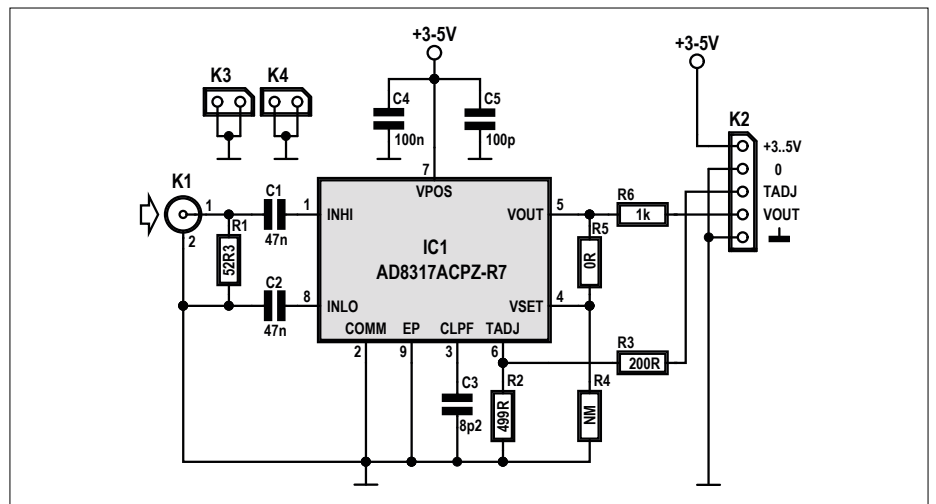 +3-5V
+3-5V
K3
K4
C4
100n
C5
100p
K2
+3..5V
0
TADJ
VOUT
K1
1
2
R1
52R3
C1
47n
C2
47n
1
8
7
VPOS
INHI
VOUT
IC1
AD8317ACPZ-R7
INLO
VSET
COMM
EP
CLPF
TADJ
5
4
2
9
3
6
R6
1k
R5
0R
R3
200R
C3
8p2
R2
499R
R4
NM